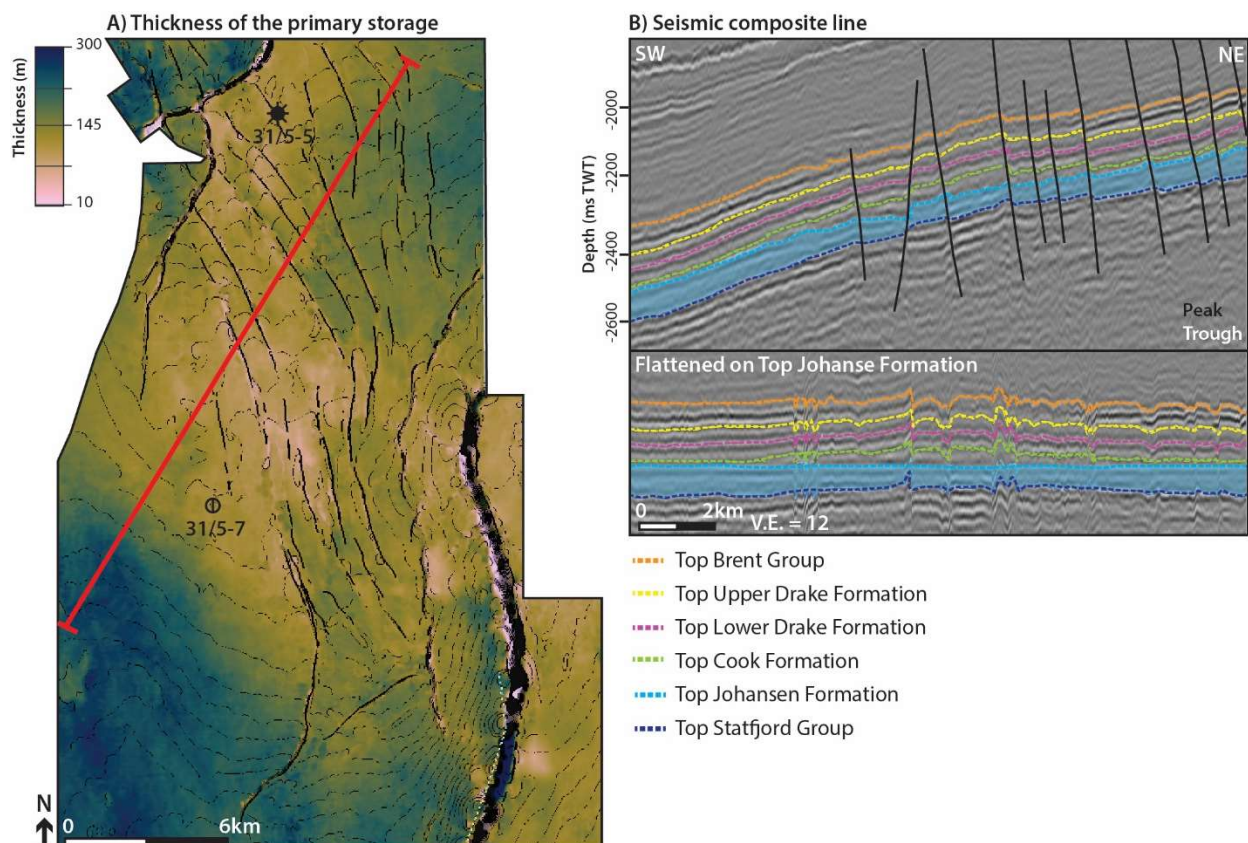 A) Thickness of the primary storage
Thickness (m)
300
145
10
31/5-5
31/5-7
N
0
6km
B) Seismic composite line
SW
NE
Depth (ms TWT)
-2000
-2200
-2400
-2600
Peak
Trough
Flattened on Top Johanse Formation
0
2km
V.E. = 12
Top Brent Group
Top Upper Drake Formation
Top Lower Drake Formation
Top Cook Formation
Top Johansen Formation
Top Statfjord Group